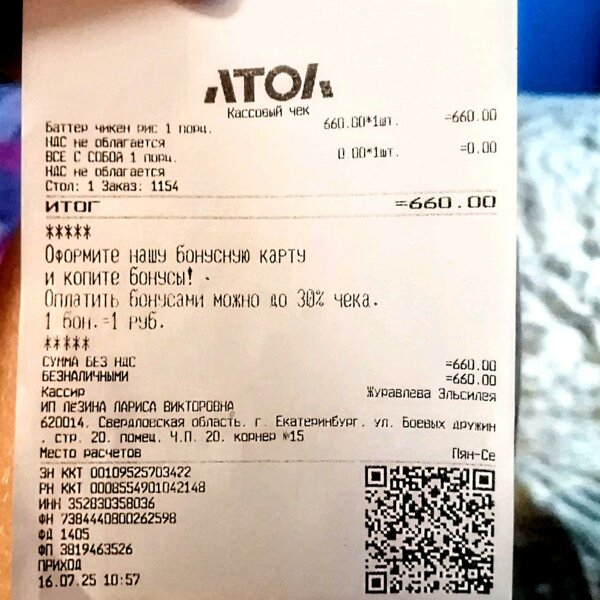 АТОЛ
Кассовый чек
Баттер чикен рис 1 порц. 660.00*1шт. =660.00
НДС не облагается
ВСЕ С СОБОЙ 1 порц. 0.00*1шт. =0.00
НДС не облагается
Стол: 1 Заказ: 1154
ИТОГ =660.00
*****
Оформите нашу бонусную карту
и копите бонусы!
Оплатить бонусами можно до 30% чека.
1 бон.=1 руб.
*****
СУММА БЕЗ НДС =660.00
БЕЗНАЛИЧНЫМИ =660.00
Кассир Журавлева Эльсилея
ИП ЛЕЗИНА ЛАРИСА ВИКТОРОВНА
620014, Свердловская область, г. Екатеринбург, ул. Боевых дружин
, стр. 20, помец. Ч.П. 20, корнер №15
Место расчетов Пян-Се
ЗН ККТ 00109525703422
РН ККТ 0008554901042148
ИНН 352830358036
ФН 7384440800262598
ФД 1405
ФП 3819463526
ПРИХОД
16.07.25 10:57